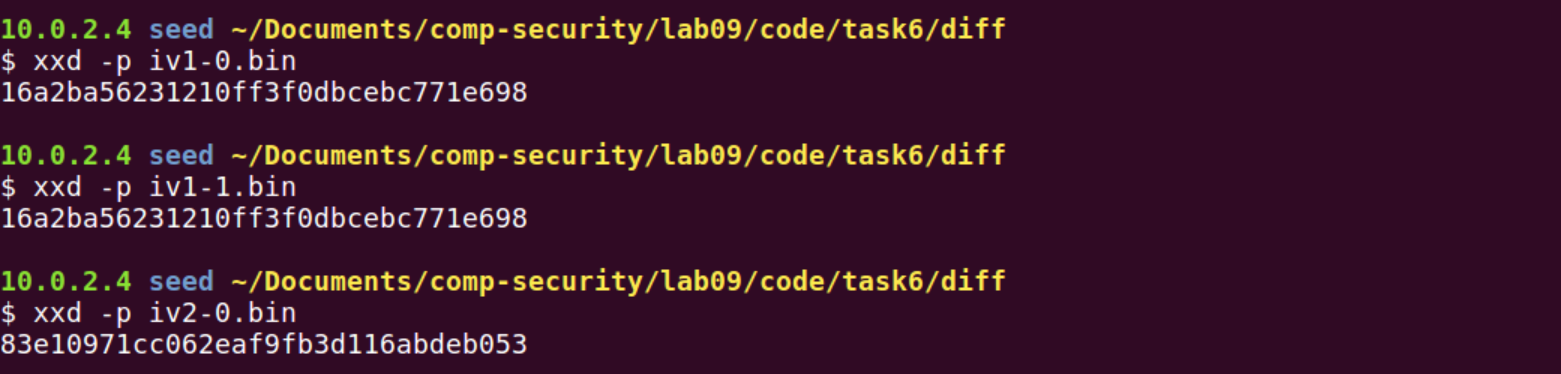 10.0.2.4 seed ~/Documents/comp-security/lab09/code/task6/diff
$ xxd -p iv1-0.bin
16a2ba56231210ff3f0dbcebc771e698
10.0.2.4 seed ~/Documents/comp-security/lab09/code/task6/diff
$ xxd -p iv1-1.bin
16a2ba56231210ff3f0dbcebc771e698
10.0.2.4 seed ~/Documents/comp-security/lab09/code/task6/diff
$ xxd -p iv2-0.bin
83e10971cc062eaf9fb3d116abdeb053